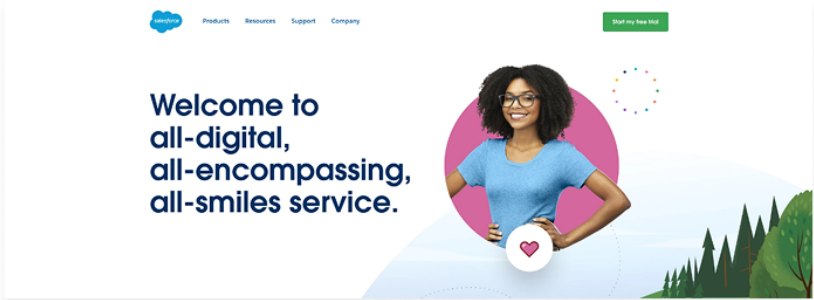 salesforce
Products Resources Support Company
Start my free trial
Welcome to
all-digital,
all-encompassing,
all-smiles service.